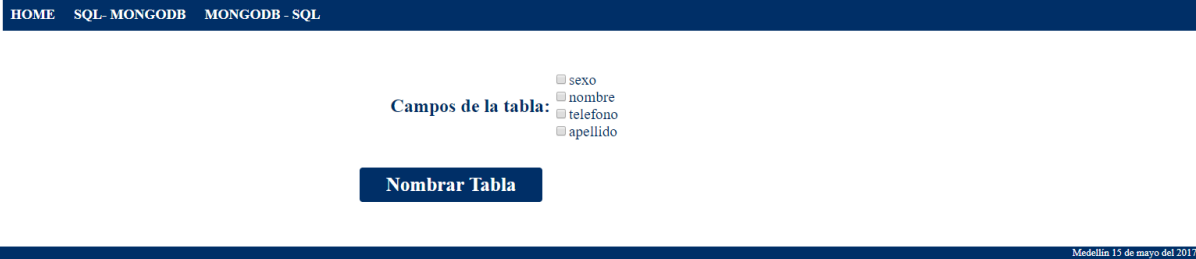 HOME SQL- MONGODB MONGODB - SQL
sexo
nombre
Campos de la tabla:
telefono
apellido
Nombrar Tabla
Medellín 15 de mayo del 2017